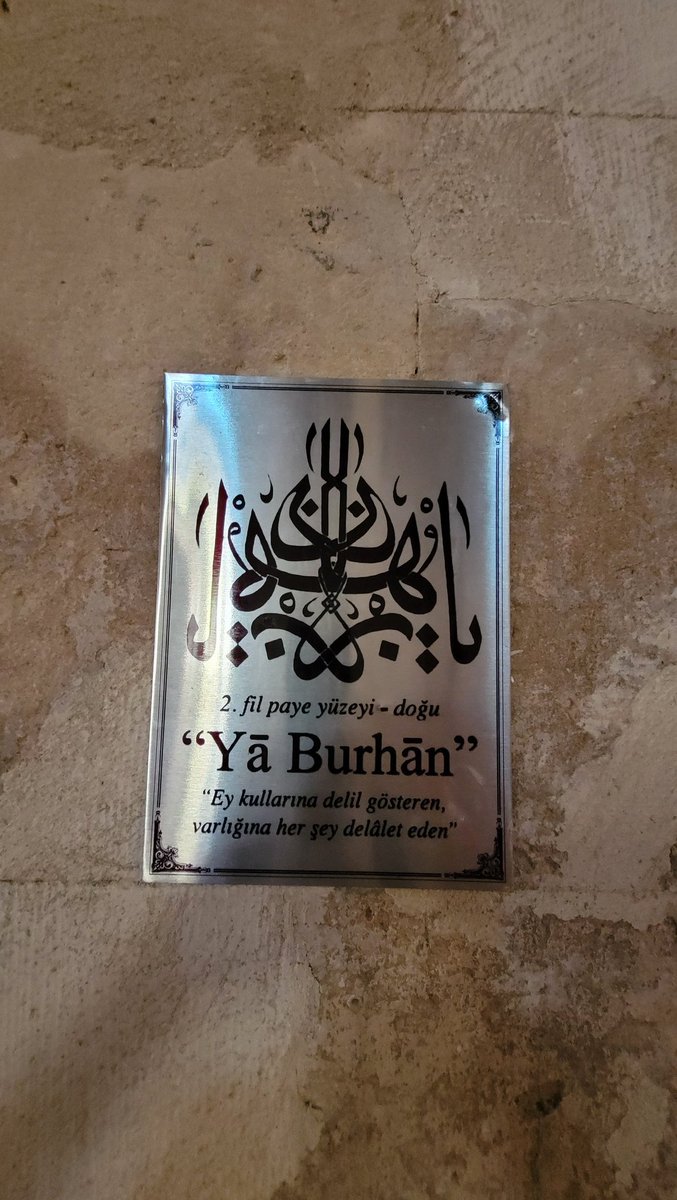 يا برهان
2. fil paye yüzeyi - doğu
“Yā Burhān”
“Ey kullarına delil gösteren,
varlığına her şey delâlet eden”